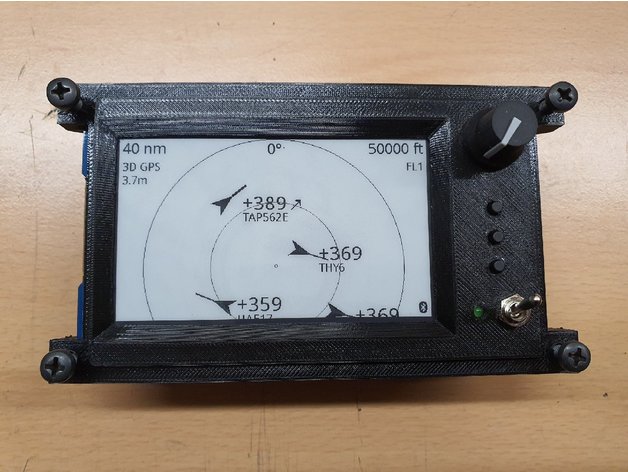 40 nm 0° 50000 ft
3D GPS FL1
3.7m
+389
TAP562E
+369
THY6
+359
+369